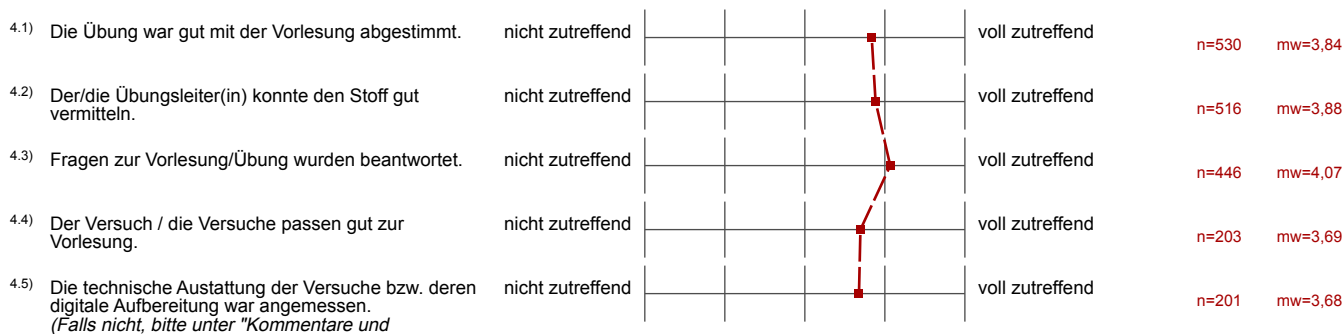 4.1) Die Übung war gut mit der Vorlesung abgestimmt. nicht zutreffend voll zutreffend n=530 mw=3,84
4.2) Der/die Übungsleiter(in) konnte den Stoff gut nicht zutreffend voll zutreffend n=516 mw=3,88
vermitteln.
4.3) Fragen zur Vorlesung/Übung wurden beantwortet. nicht zutreffend voll zutreffend n=446 mw=4,07
4.4) Der Versuch / die Versuche passen gut zur nicht zutreffend voll zutreffend n=203 mw=3,69
Vorlesung.
4.5) Die technische Austattung der Versuche bzw. deren nicht zutreffend voll zutreffend n=201 mw=3,68
digitale Aufbereitung war angemessen.
(Falls nicht, bitte unter "Kommentare und